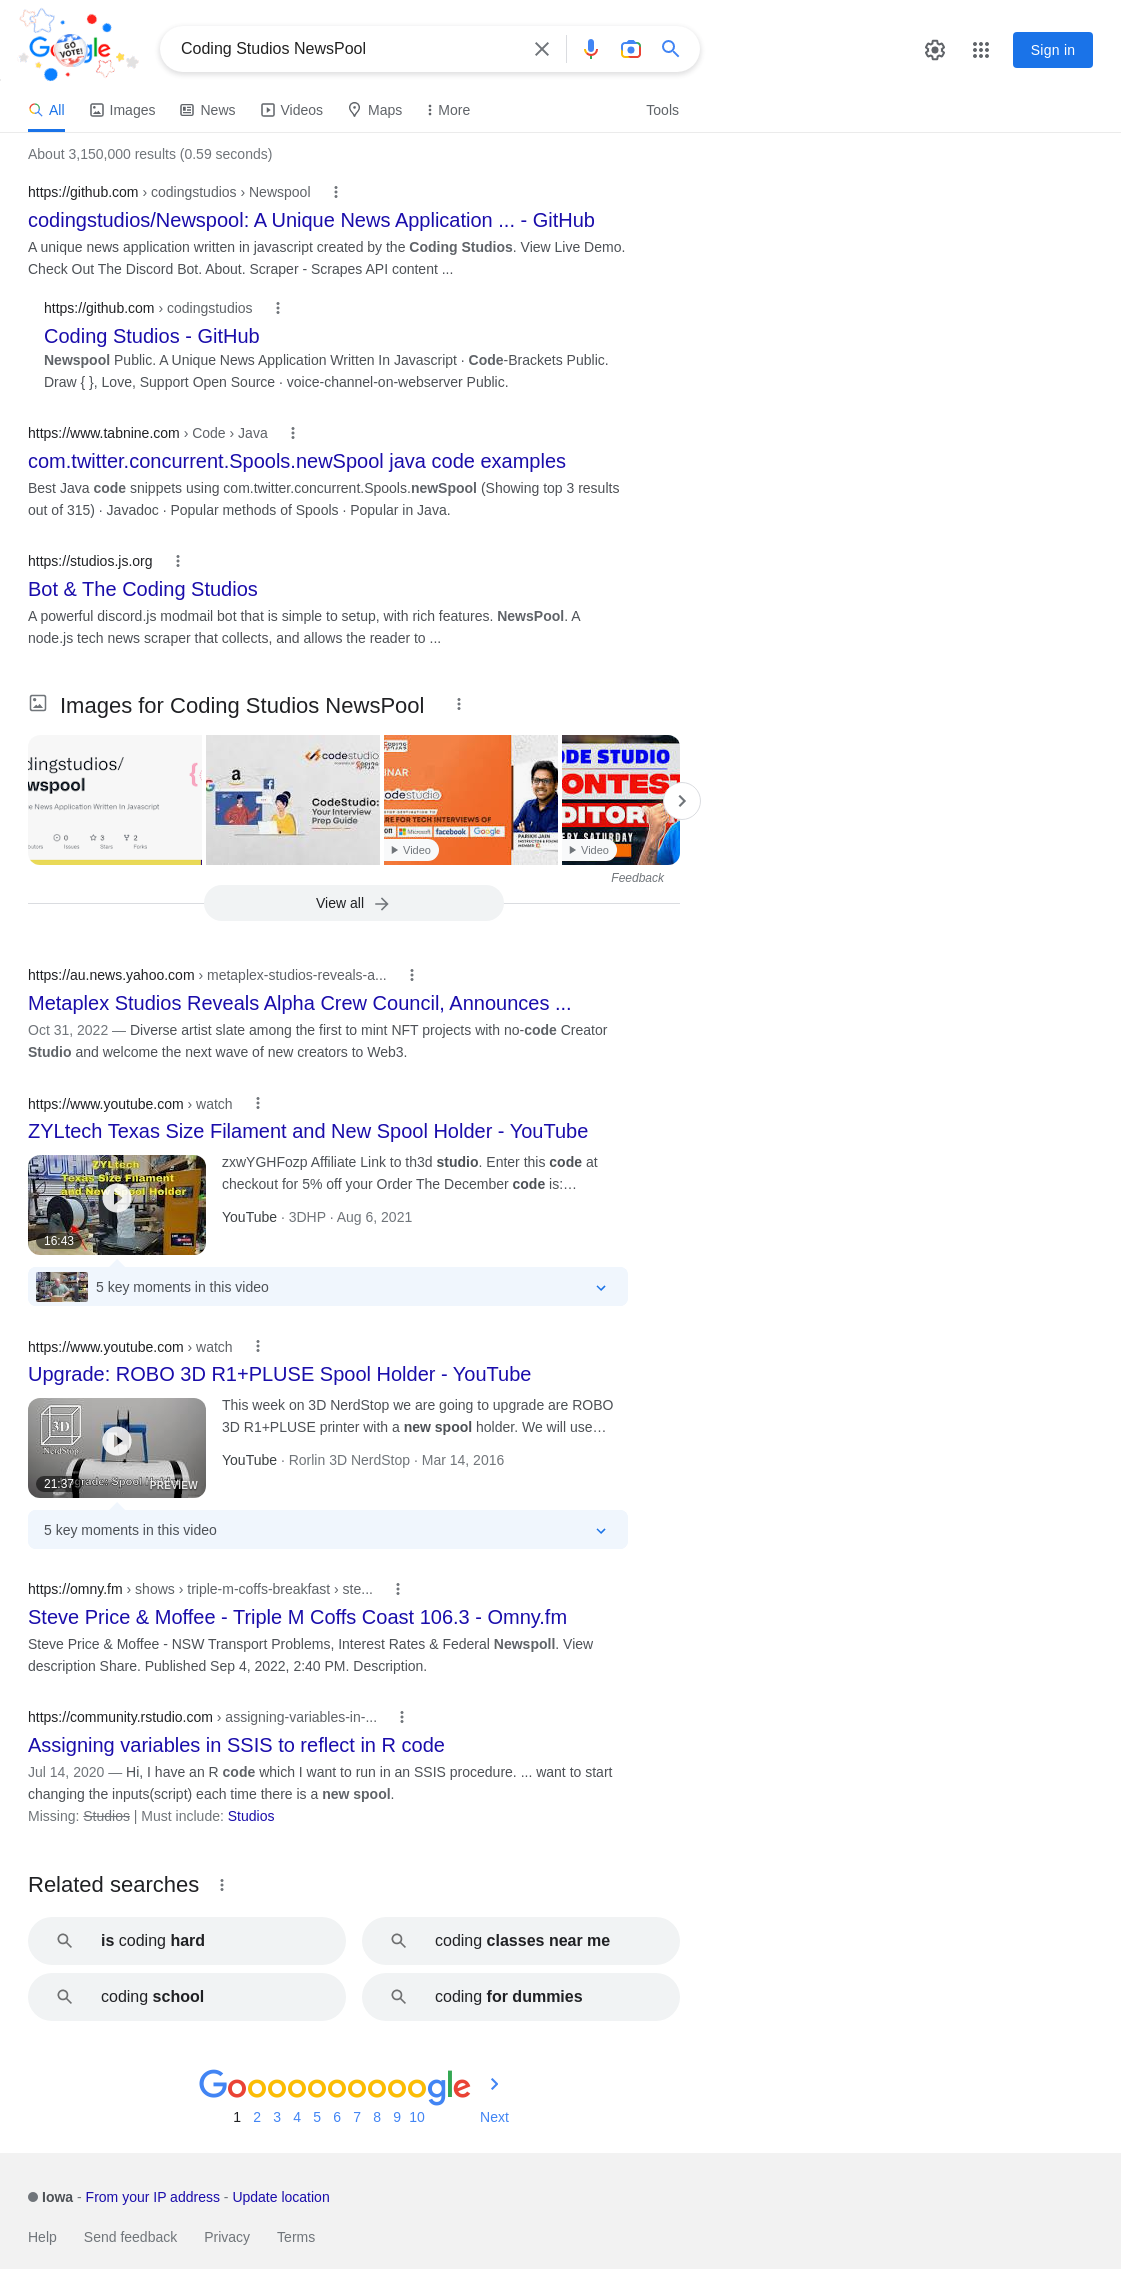 Google
GO VOTE!
Coding Studios NewsPool
Sign in
All
Images
News
Videos
Maps
More
Tools
About 3,150,000 results (0.59 seconds)
https://github.com › codingstudios › Newspool
codingstudios/Newspool: A Unique News Application ... - GitHub
A unique news application written in javascript created by the Coding Studios. View Live Demo.
Check Out The Discord Bot. About. Scraper - Scrapes API content ...
https://github.com › codingstudios
Coding Studios - GitHub
Newspool Public. A Unique News Application Written In Javascript · Code-Brackets Public.
Draw { }, Love, Support Open Source · voice-channel-on-webserver Public.
https://www.tabnine.com › Code › Java
com.twitter.concurrent.Spools.newSpool java code examples
Best Java code snippets using com.twitter.concurrent.Spools.newSpool (Showing top 3 results
out of 315) · Javadoc · Popular methods of Spools · Popular in Java.
https://studios.js.org
Bot & The Coding Studios
A powerful discord.js modmail bot that is simple to setup, with rich features. NewsPool. A
node.js tech news scraper that collects, and allows the reader to ...
Images for Coding Studios NewsPool
dingstudios/
wspool
e News Application Written In Javascript
0
3
2
Issues
Stars
Forks
codestudio
CodeStudio:
Your Interview
Prep Guide
INAR
codestudio
RE FOR TECH INTERVIEWS OF
Microsoft
facebook
Google
PARIKH JAIN
Video
ODE STUDIO
ONTEST
DITOR
ERY SATURDAY
Video
Feedback
View all
https://au.news.yahoo.com › metaplex-studios-reveals-a...
Metaplex Studios Reveals Alpha Crew Council, Announces ...
Oct 31, 2022 — Diverse artist slate among the first to mint NFT projects with no-code Creator
Studio and welcome the next wave of new creators to Web3.
https://www.youtube.com › watch
ZYLtech Texas Size Filament and New Spool Holder - YouTube
ZYLtech
Texas Size Filament
and New Spool Holder
16:43
zxwYGHFozp Affiliate Link to th3d studio. Enter this code at
checkout for 5% off your Order The December code is:…
YouTube · 3DHP · Aug 6, 2021
5 key moments in this video
https://www.youtube.com › watch
Upgrade: ROBO 3D R1+PLUSE Spool Holder - YouTube
3D
NerdStop
21:37
PREVIEW
This week on 3D NerdStop we are going to upgrade are ROBO
3D R1+PLUSE printer with a new spool holder. We will use…
YouTube · Rorlin 3D NerdStop · Mar 14, 2016
5 key moments in this video
https://omny.fm › shows › triple-m-coffs-breakfast › ste...
Steve Price & Moffee - Triple M Coffs Coast 106.3 - Omny.fm
Steve Price & Moffee - NSW Transport Problems, Interest Rates & Federal Newspoll. View
description Share. Published Sep 4, 2022, 2:40 PM. Description.
https://community.rstudio.com › assigning-variables-in-...
Assigning variables in SSIS to reflect in R code
Jul 14, 2020 — Hi, I have an R code which I want to run in an SSIS procedure. ... want to start
changing the inputs(script) each time there is a new spool.
Missing: Studios | Must include: Studios
Related searches
is coding hard
coding classes near me
coding school
coding for dummies
Goooooooooogle
1 2 3 4 5 6 7 8 9 10 Next
Iowa - From your IP address - Update location
Help Send feedback Privacy Terms